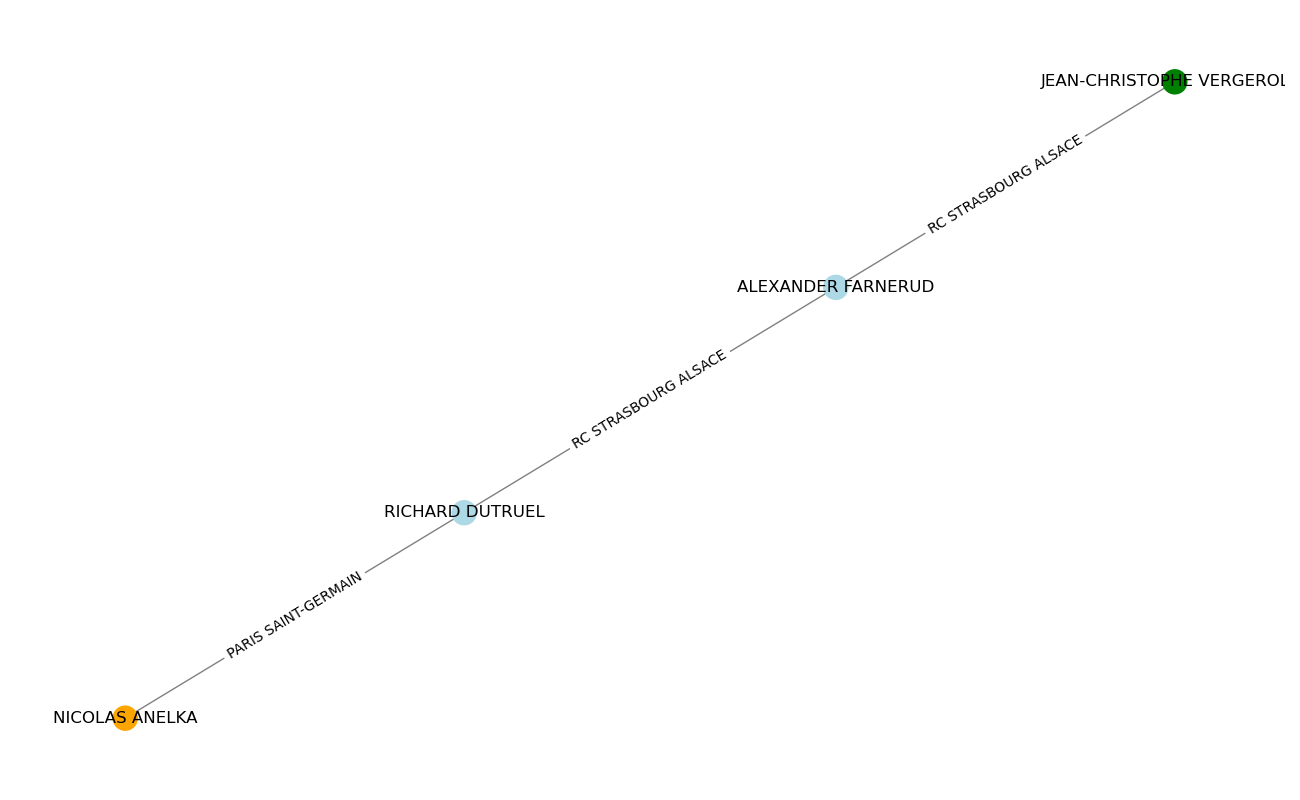 JEAN-CHRISTOPHE VERGEROL
RC STRASBOURG ALSACE
ALEXANDER FARNERUD
RC STRASBOURG ALSACE
RICHARD DUTRUEL
PARIS SAINT-GERMAIN
NICOLAS ANELKA